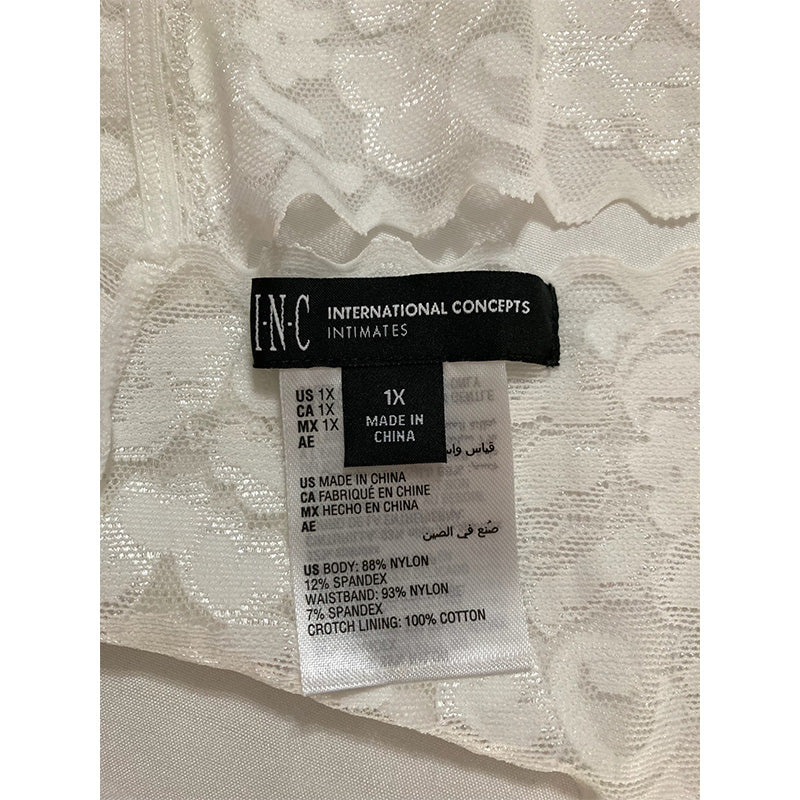 I·N·C INTERNATIONAL CONCEPTS
INTIMATES
1X
MADE IN
CHINA
US 1X
CA 1X
MX 1X
AE
قياس
US MADE IN CHINA
CA FABRIQUÉ EN CHINE
MX HECHO EN CHINA
AE
صُنع في الصين
US BODY: 88% NYLON
12% SPANDEX
WAISTBAND: 93% NYLON
7% SPANDEX
CROTCH LINING: 100% COTTON